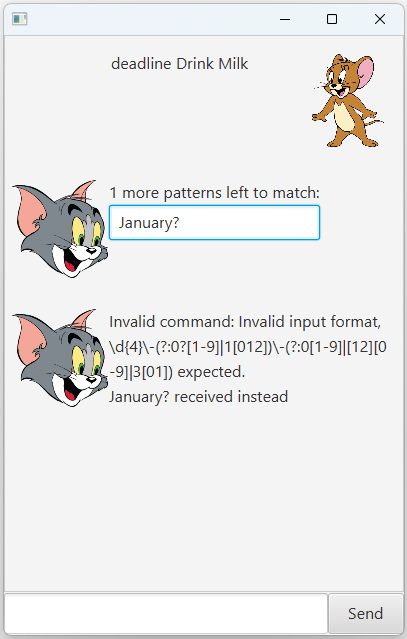 deadline Drink Milk
1 more patterns left to match:
January?
Invalid command: Invalid input format,
\d{4}\-(?:0?[1-9]|1[012])\-(?:0[1-9]|[12][0
-9]|3[01]) expected.
January? received instead
Send